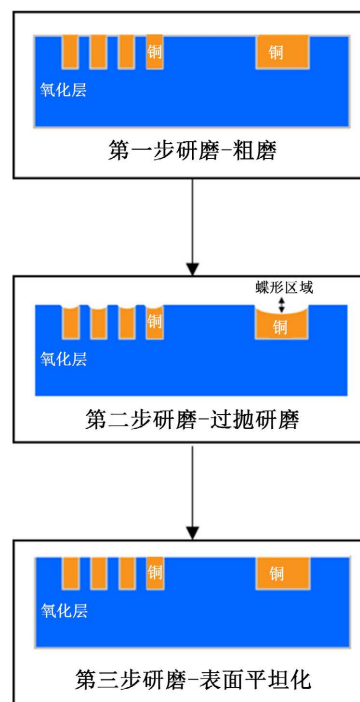 铜
铜
氧化层
第一步研磨-粗磨
蝶形区域
铜
铜
氧化层
第二步研磨-过抛研磨
铜
铜
氧化层
第三步研磨-表面平坦化